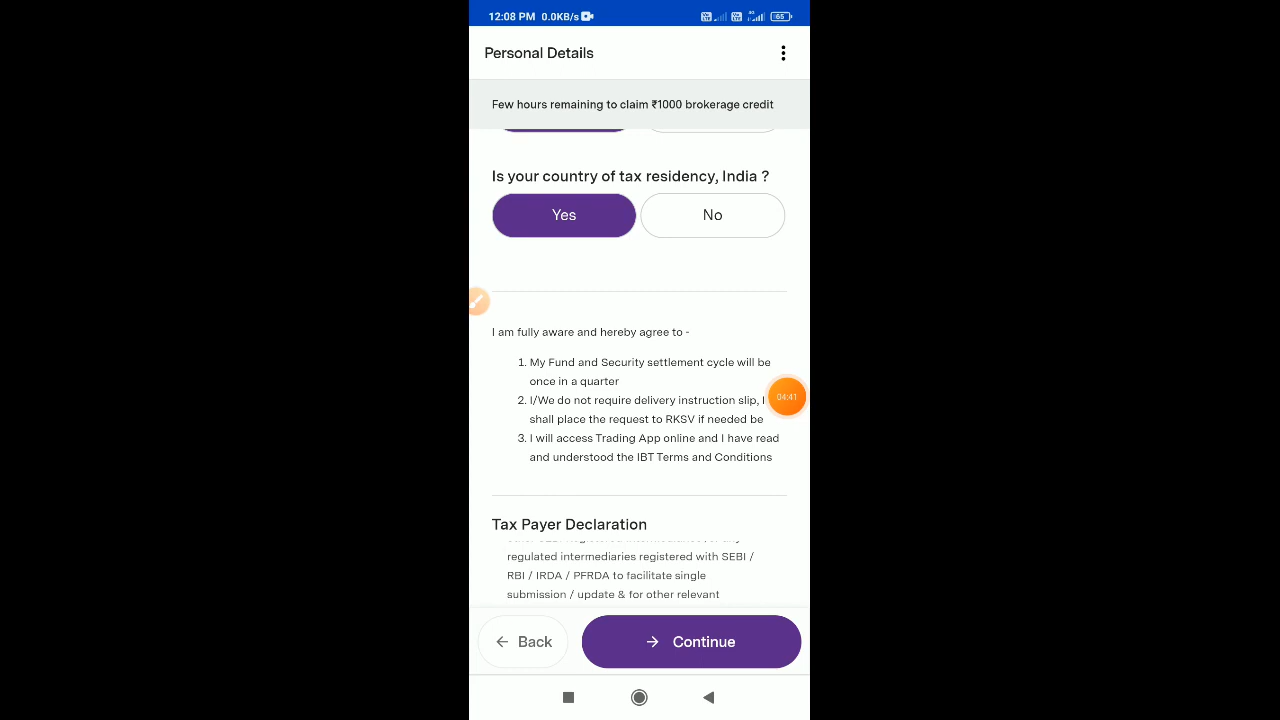 12:08 PM 0.0KB/s 4G 65
Personal Details
Few hours remaining to claim ₹1000 brokerage credit
Is your country of tax residency, India ?
Yes No
I am fully aware and hereby agree to -
1. My Fund and Security settlement cycle will be
once in a quarter
2. I/We do not require delivery instruction slip, I
shall place the request to RKSV if needed be
04:41
3. I will access Trading App online and I have read
and understood the IBT Terms and Conditions
Tax Payer Declaration
regulated intermediaries registered with SEBI /
RBI / IRDA / PFRDA to facilitate single
submission / update & for other relevant
Back Continue